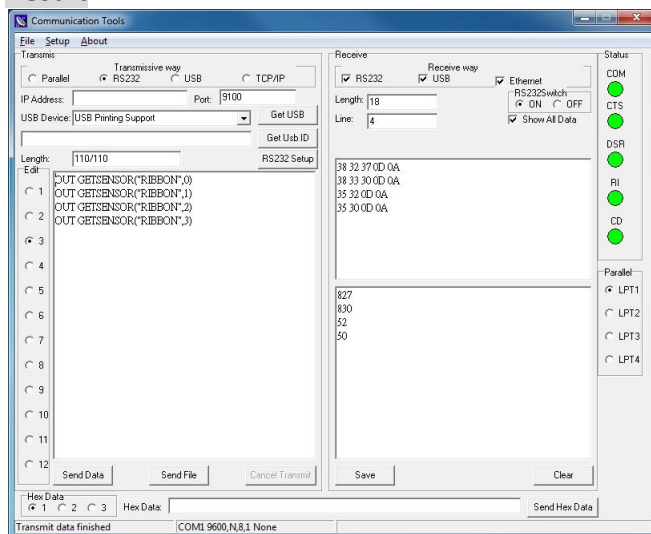 Communication Tools
File Setup About
Transmis
Transmissive way
Parallel RS232 USB TCP/IP
IP Address: Port: 9100
USB Device: USB Printing Support Get USB
Get Usb ID
Length: 110/110 RS232 Setup
Edit
1
2
3
4
5
6
7
8
9
10
11
12
OUT GETSENSOR("RIBBON",0)
OUT GETSENSOR("RIBBON",1)
OUT GETSENSOR("RIBBON",2)
OUT GETSENSOR("RIBBON",3)
Send Data Send File Cancel Transmit
Receive
Receive way
RS232 USB Ethernet
Length: 18
RS232Switch
ON OFF
Line: 4
Show All Data
38 32 37 0D 0A
38 33 30 0D 0A
35 32 0D 0A
35 30 0D 0A
827
830
52
50
Save Clear
Status
COM
CTS
DSR
RI
CD
Parallel
LPT1
LPT2
LPT3
LPT4
Hex Data
1 2 3 Hex Data: Send Hex Data
Transmit data finished COM1 9600,N,8,1 None